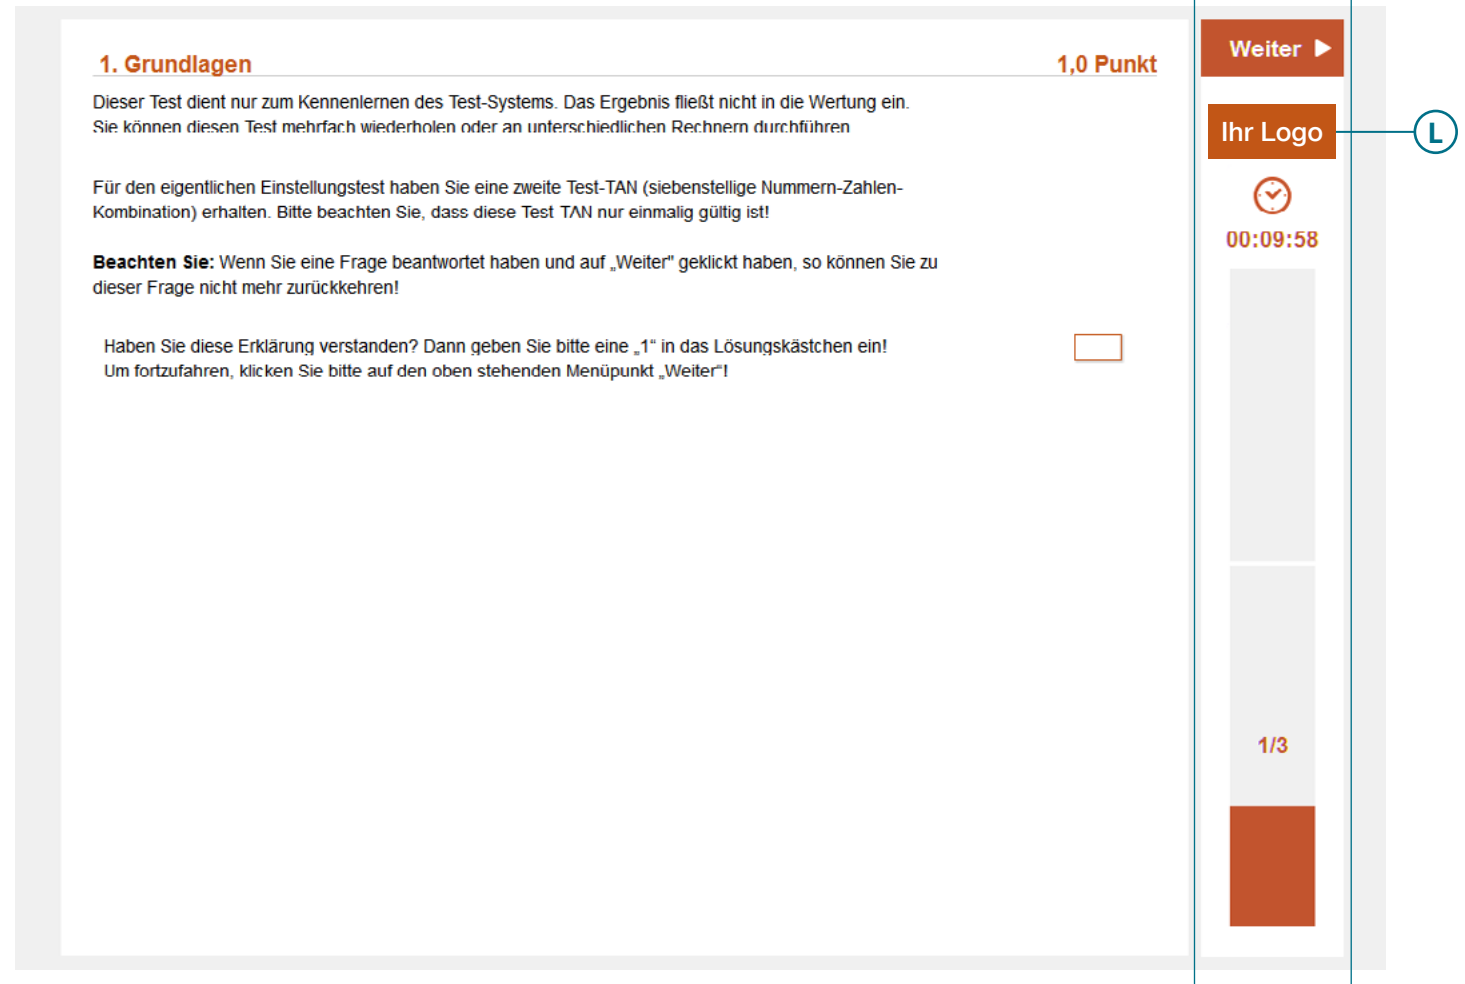 1. Grundlagen 1,0 Punkt
Dieser Test dient nur zum Kennenlernen des Test-Systems. Das Ergebnis fließt nicht in die Wertung ein.
Sie können diesen Test mehrfach wiederholen oder an unterschiedlichen Rechnern durchführen
Für den eigentlichen Einstellungstest haben Sie eine zweite Test-TAN (siebenstellige Nummern-Zahlen-
Kombination) erhalten. Bitte beachten Sie, dass diese Test TAN nur einmalig gültig ist!
Beachten Sie: Wenn Sie eine Frage beantwortet haben und auf „Weiter" geklickt haben, so können Sie zu
dieser Frage nicht mehr zurückkehren!
Haben Sie diese Erklärung verstanden? Dann geben Sie bitte eine „1“ in das Lösungskästchen ein!
Um fortzufahren, klicken Sie bitte auf den oben stehenden Menüpunkt „Weiter“!
Weiter
Ihr Logo
L
00:09:58
1/3